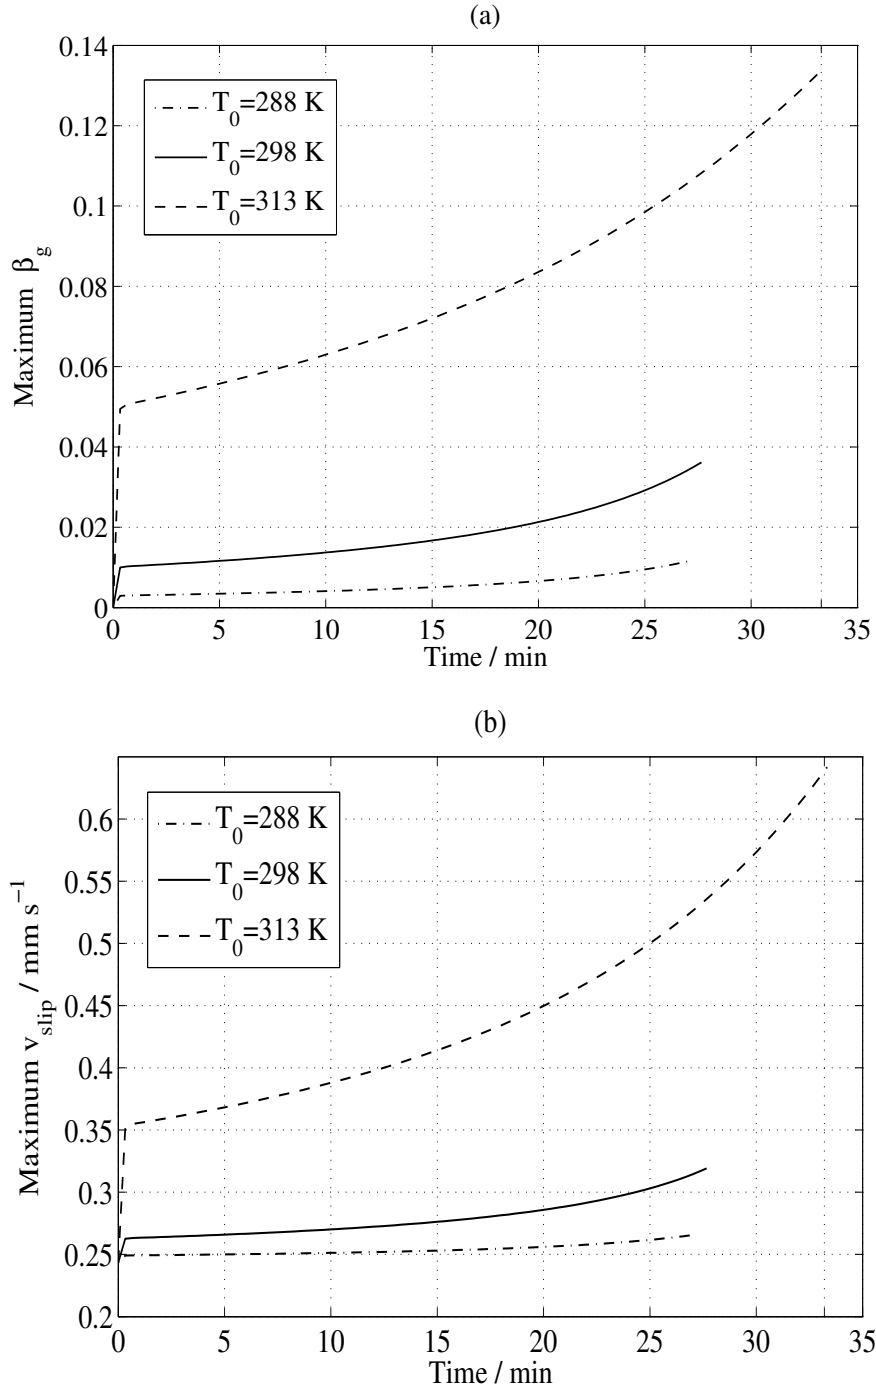 (a)
0.14
0.12
0.1
0.08
0.06
0.04
0.02
0
Maximum β_g
T_0=288 K
T_0=298 K
T_0=313 K
0 5 10 15 20 25 30 35
Time / min
(b)
0.6
0.55
0.5
0.45
0.4
0.35
0.3
0.25
0.2
Maximum v_slip / mm s^−1
T_0=288 K
T_0=298 K
T_0=313 K
0 5 10 15 20 25 30 35
Time / min